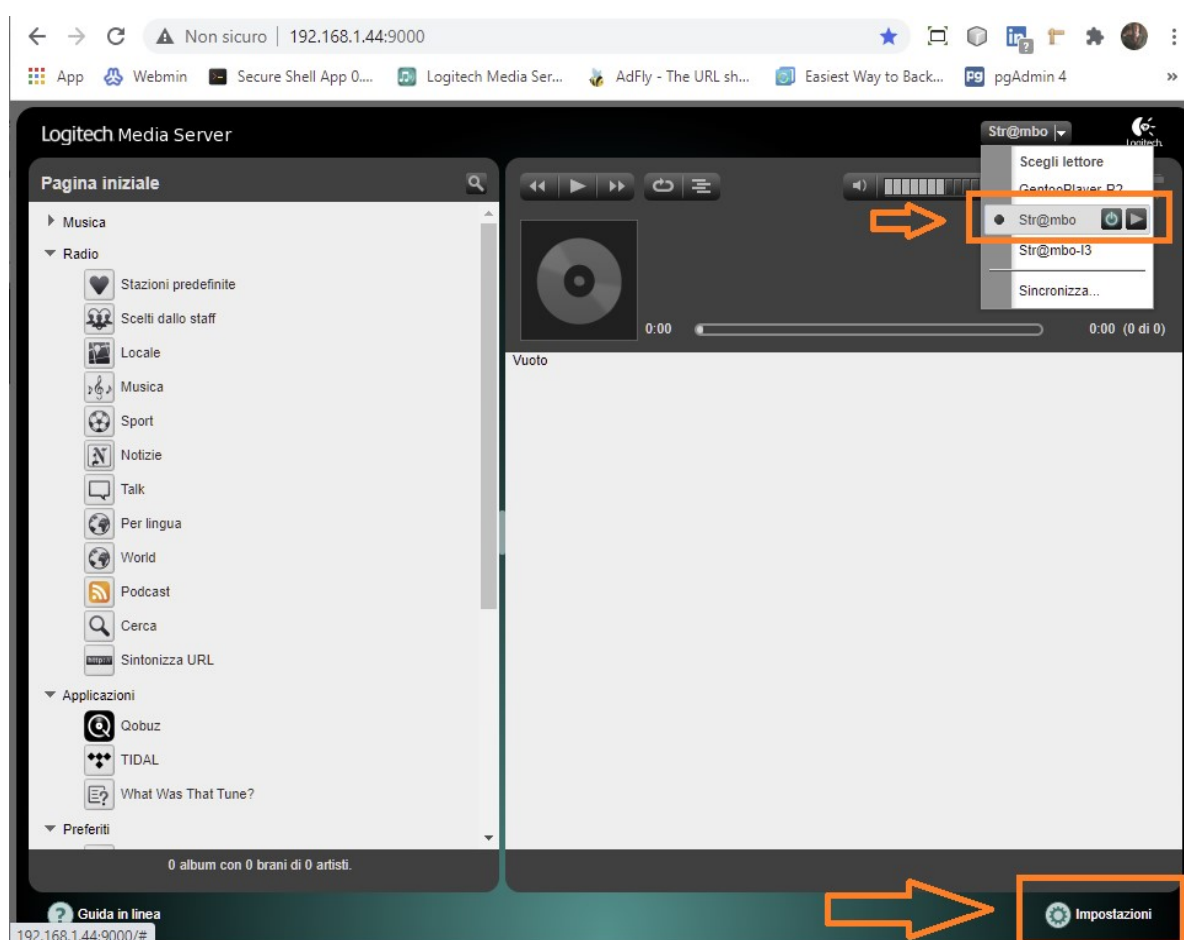 Non sicuro | 192.168.1.44:9000
App Webmin Secure Shell App 0.... Logitech Media Ser... AdFly - The URL sh... Easiest Way to Back... pgAdmin 4 »
Logitech Media Server
Str@mbo
Logitech
Pagina iniziale
Scegli lettore
GentooPlayer-R2
Str@mbo
Str@mbo-I3
Sincronizza...
Musica
Radio
Stazioni predefinite
Scelti dallo staff
Locale
Musica
Sport
Notizie
Talk
Per lingua
World
Podcast
Cerca
http://
Sintonizza URL
Applicazioni
Qobuz
TIDAL
What Was That Tune?
Preferiti
0 album con 0 brani di 0 artisti.
0:00
0:00 (0 di 0)
Vuoto
Guida in linea
Impostazioni
192.168.1.44:9000/#